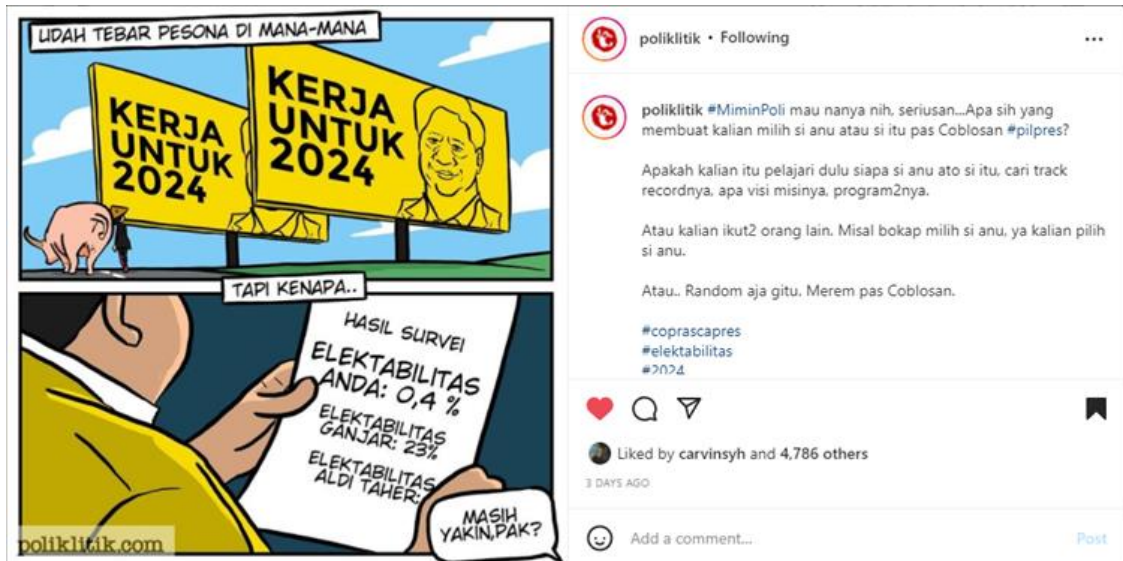 UDAH TEBAR PESONA DI MANA-MANA
KERJA
UNTUK
2024
KERJA
UNTUK
2024
TAPI KENAPA..
HASIL SURVEI
ELEKTABILITAS
ANDA: 0,4 %
ELEKTABILITAS
GANJAR: 23%
ELEKTABILITAS
ALDI TAHER:
MASIH
YAKIN,PAK?
poliklitik.com
poliklitik • Following
poliklitik #MiminPoli mau nanya nih, seriusan...Apa sih yang
membuat kalian milih si anu atau si itu pas Coblosan #pilpres?
Apakah kalian itu pelajari dulu siapa si anu ato si itu, cari track
recordnya, apa visi misinya, program2nya.
Atau kalian ikut2 orang lain. Misal bokap milih si anu, ya kalian pilih
si anu.
Atau.. Random aja gitu. Merem pas Coblosan.
#coprascapres
#elektabilitas
#2024
Liked by carvinsyh and 4,786 others
3 DAYS AGO
Add a comment...
Post